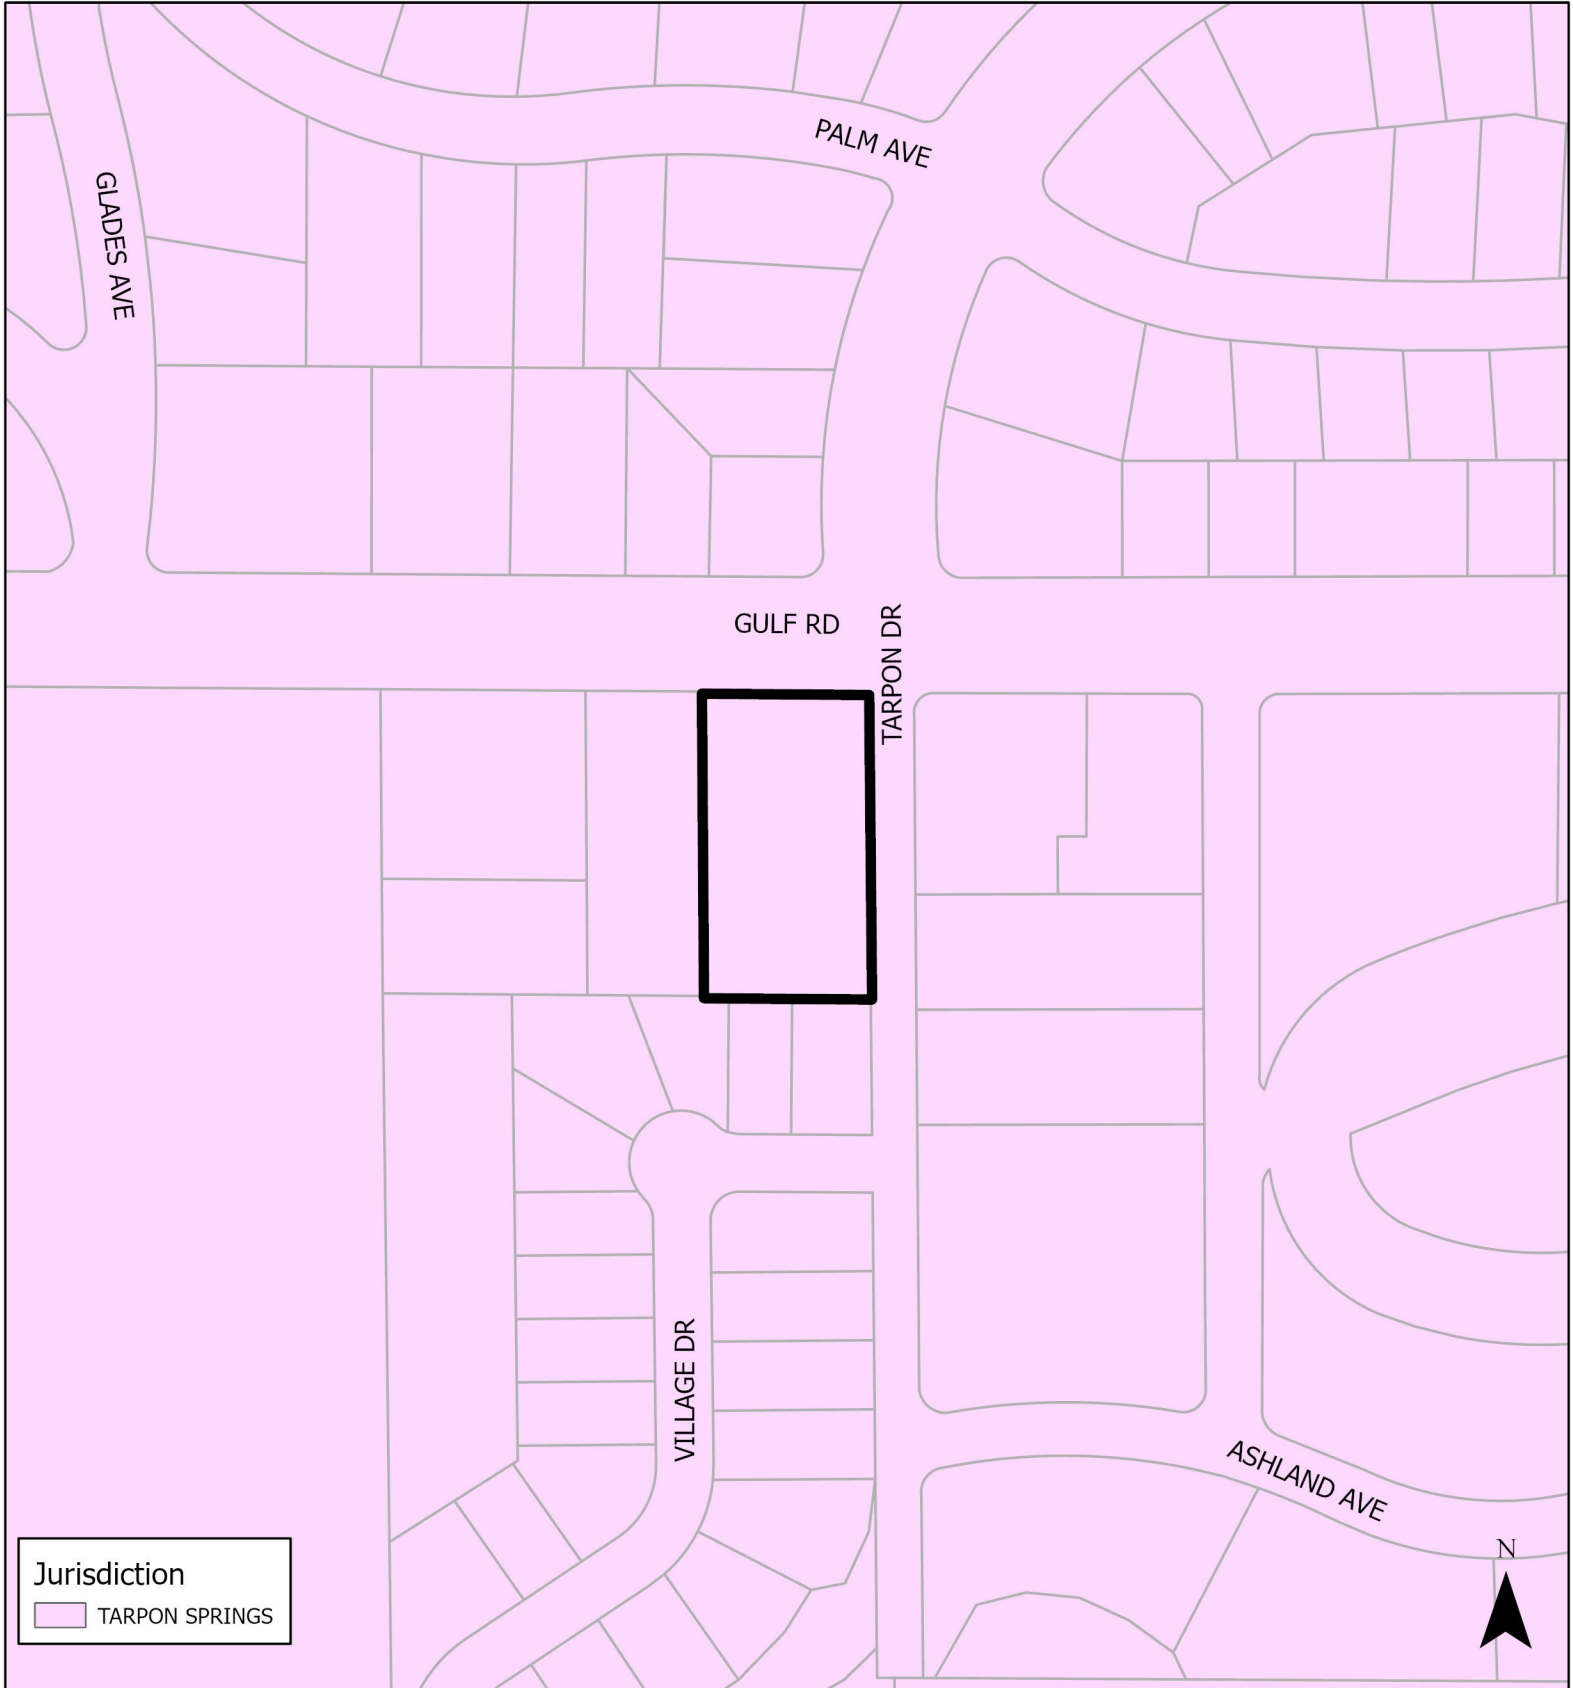 PALM AVE
GLADES AVE
GULF RD
TARPON DR
VILLAGE DR
ASHLAND AVE
N
Jurisdiction
TARPON SPRINGS